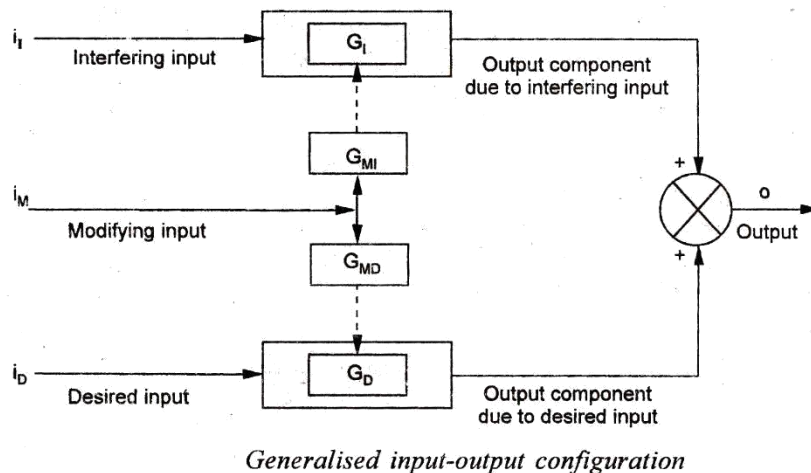 i_I
Interfering input
G_I
Output component
due to interfering input
G_MI
+
i_M
Modifying input
o
Output
G_MD
+
i_D
Desired input
G_D
Output component
due to desired input
Generalised input-output configuration